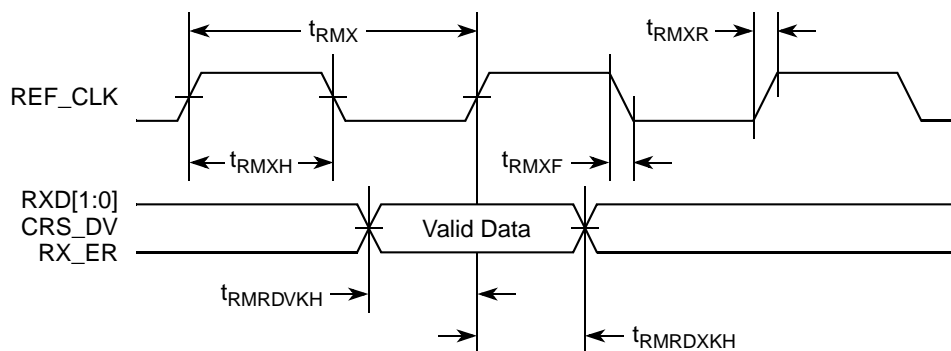 tRMX
tRMXR
REF_CLK
tRMXH
tRMXF
RXD[1:0]
CRS_DV
Valid Data
RX_ER
tRMRDVKH
tRMRDXKH